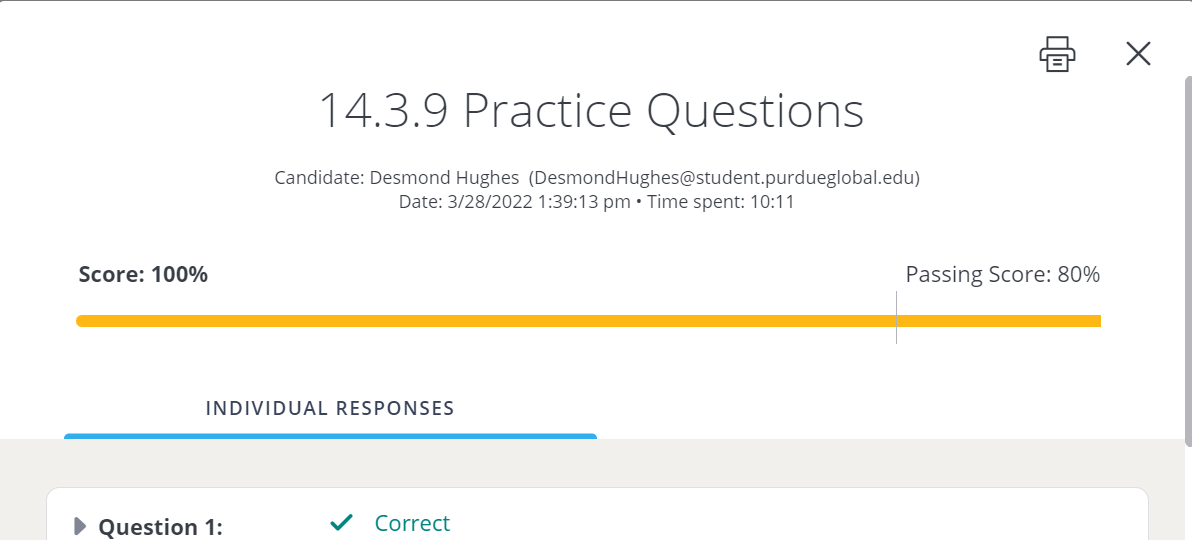 14.3.9 Practice Questions
Candidate: Desmond Hughes  (DesmondHughes@student.purdueglobal.edu)
Date: 3/28/2022 1:39:13 pm • Time spent: 10:11
Score: 100%
Passing Score: 80%
INDIVIDUAL RESPONSES
Question 1:
Correct